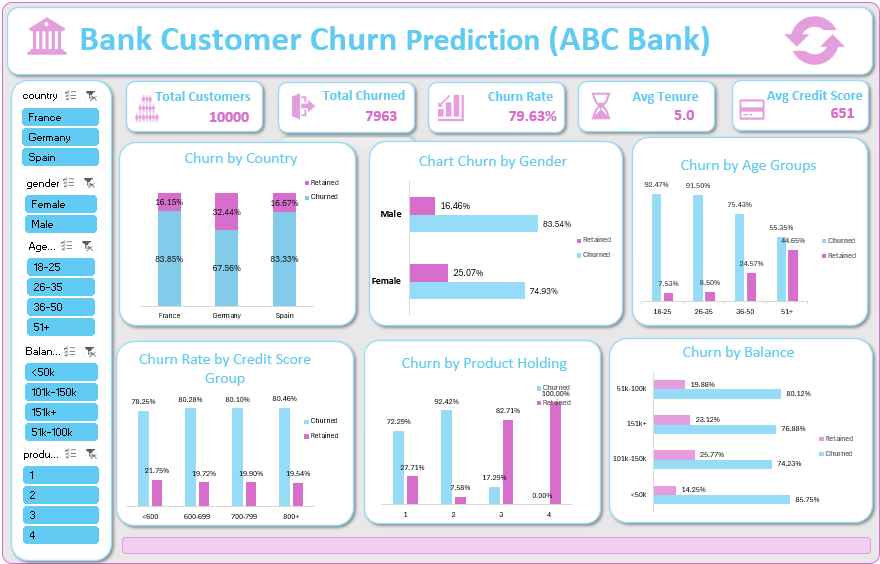 Bank Customer Churn Prediction (ABC Bank)
country
France
Germany
Spain
gender
Female
Male
Age...
18-25
26-35
36-50
51+
Balan...
<50k
101k-150k
151k+
51k-100k
produ...
1
2
3
4
Total Customers
10000
Total Churned
7963
Churn Rate
79.63%
Avg Tenure
5.0
Avg Credit Score
651
Churn by Country
Retained
Churned
16.15%
32.44%
16.67%
83.85%
67.56%
83.33%
France
Germany
Spain
Chart Churn by Gender
Male
16.46%
83.54%
Retained
Churned
Female
25.07%
74.93%
Churn by Age Groups
92.47%
91.50%
75.43%
55.35%
44.65%
24.57%
7.53%
8.50%
Churned
Retained
18-25
26-35
36-50
51+
Churn Rate by Credit Score
Group
78.25%
80.28%
80.10%
80.46%
Churned
Retained
21.75%
19.72%
19.90%
19.54%
<600
600-699
700-799
800+
Churn by Product Holding
Churned
Retained
100.00%
92.42%
82.71%
72.29%
27.71%
7.58%
17.29%
0.00%
1
2
3
4
Churn by Balance
51k-100k
19.88%
80.12%
151k+
23.12%
76.88%
101k-150k
25.77%
74.23%
<50k
14.25%
85.75%
Retained
Churned